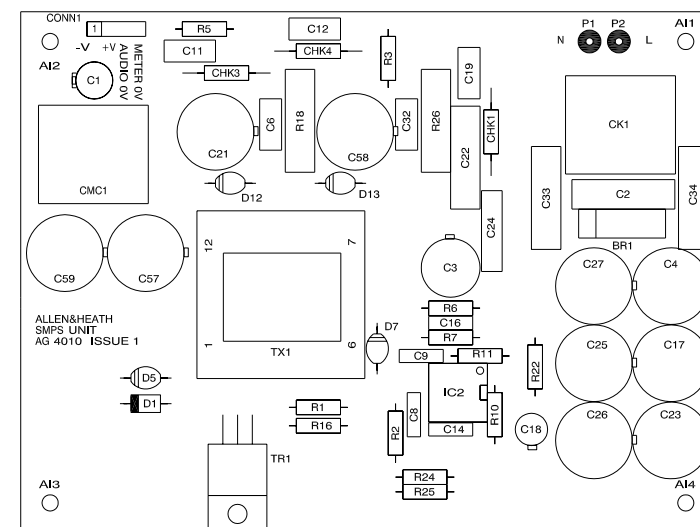 CONN1
1
-V +V
AUDIO 0V
METER 0V
AI2
C1
CMC1
R5
C11
CHK3
C12
CHK4
R3
C21
C6
R18
C58
C32
R26
C19
C22
CHK1
C24
D12
D13
P1 P2
N L
AI1
CK1
C33
C2
C34
BR1
C59
C57
12
7
1
6
TX1
C3
R6
C16
R7
D7
C9
R11
IC2
R10
C8
C14
R2
R24
R25
R22
C18
C27
C4
C25
C17
C26
C23
ALLEN&HEATH
SMPS UNIT
AG 4010 ISSUE 1
D5
D1
R1
R16
TR1
AI3
AI4